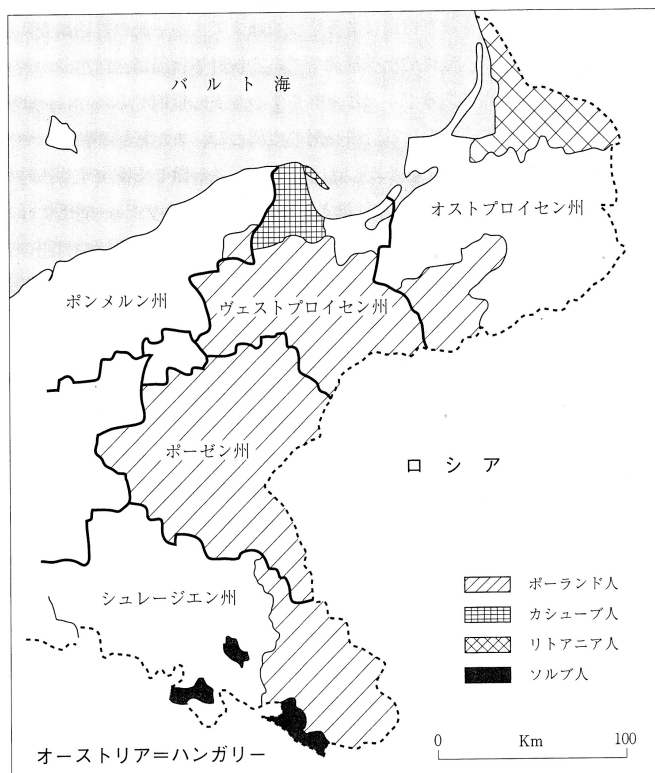 バルト海
オストプロイセン州
ポンメルン州
ヴェストプロイセン州
ポーゼン州
ロシア
シュレージエン州
ポーランド人
カシューブ人
リトアニア人
ソルブ人
オーストリア＝ハンガリー
0 Km 100